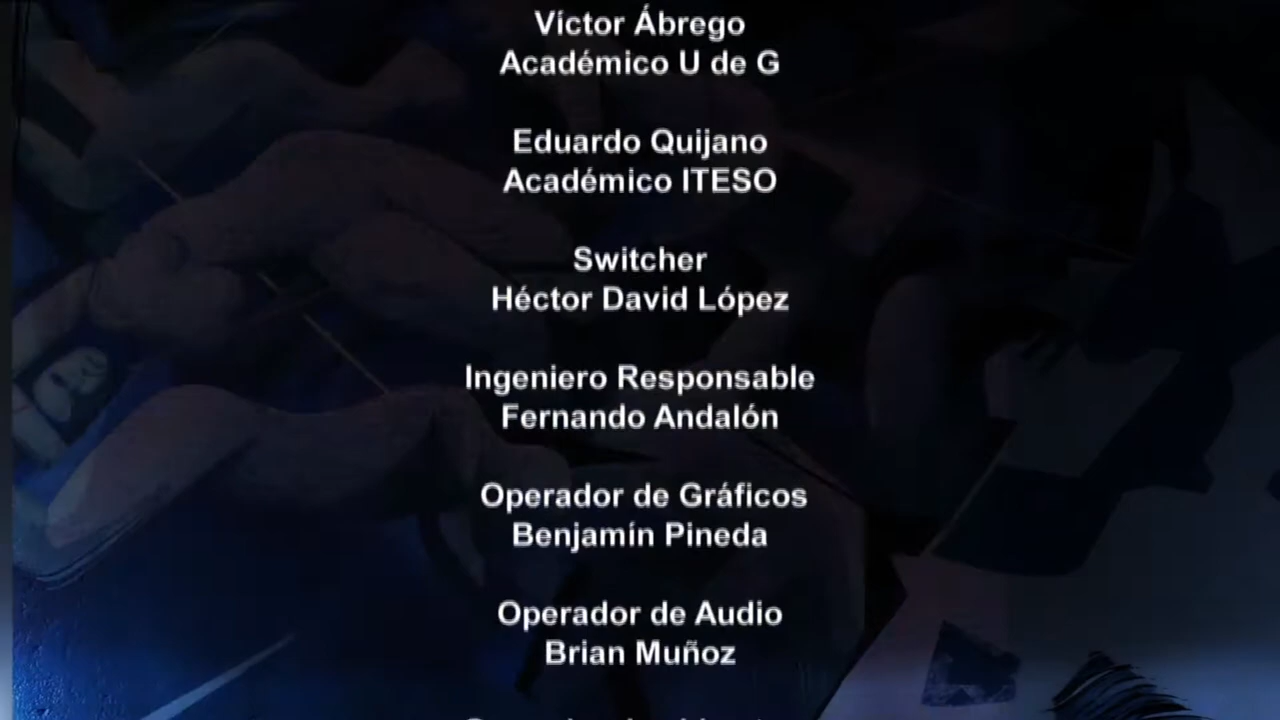 Víctor Ábrego
Académico U de G
Eduardo Quijano
Académico ITESO
Switcher
Héctor David López
Ingeniero Responsable
Fernando Andalón
Operador de Gráficos
Benjamín Pineda
Operador de Audio
Brian Muñoz